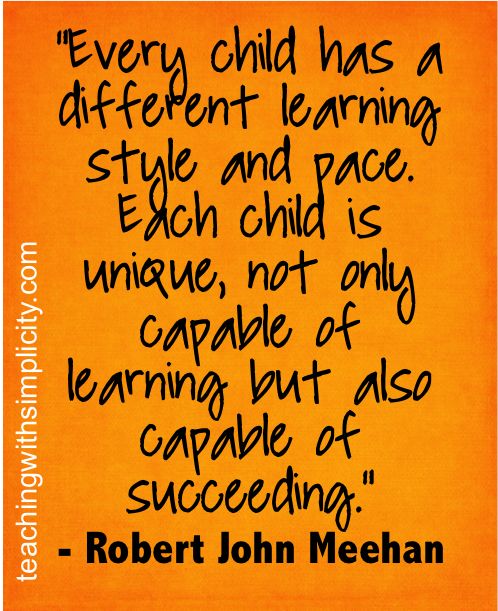 "Every child has a
different learning
style and pace.
Each child is
unique, not only
capable of
learning but also
capable of
succeeding."
- Robert John Meehan
teachingwithsimplicity.com